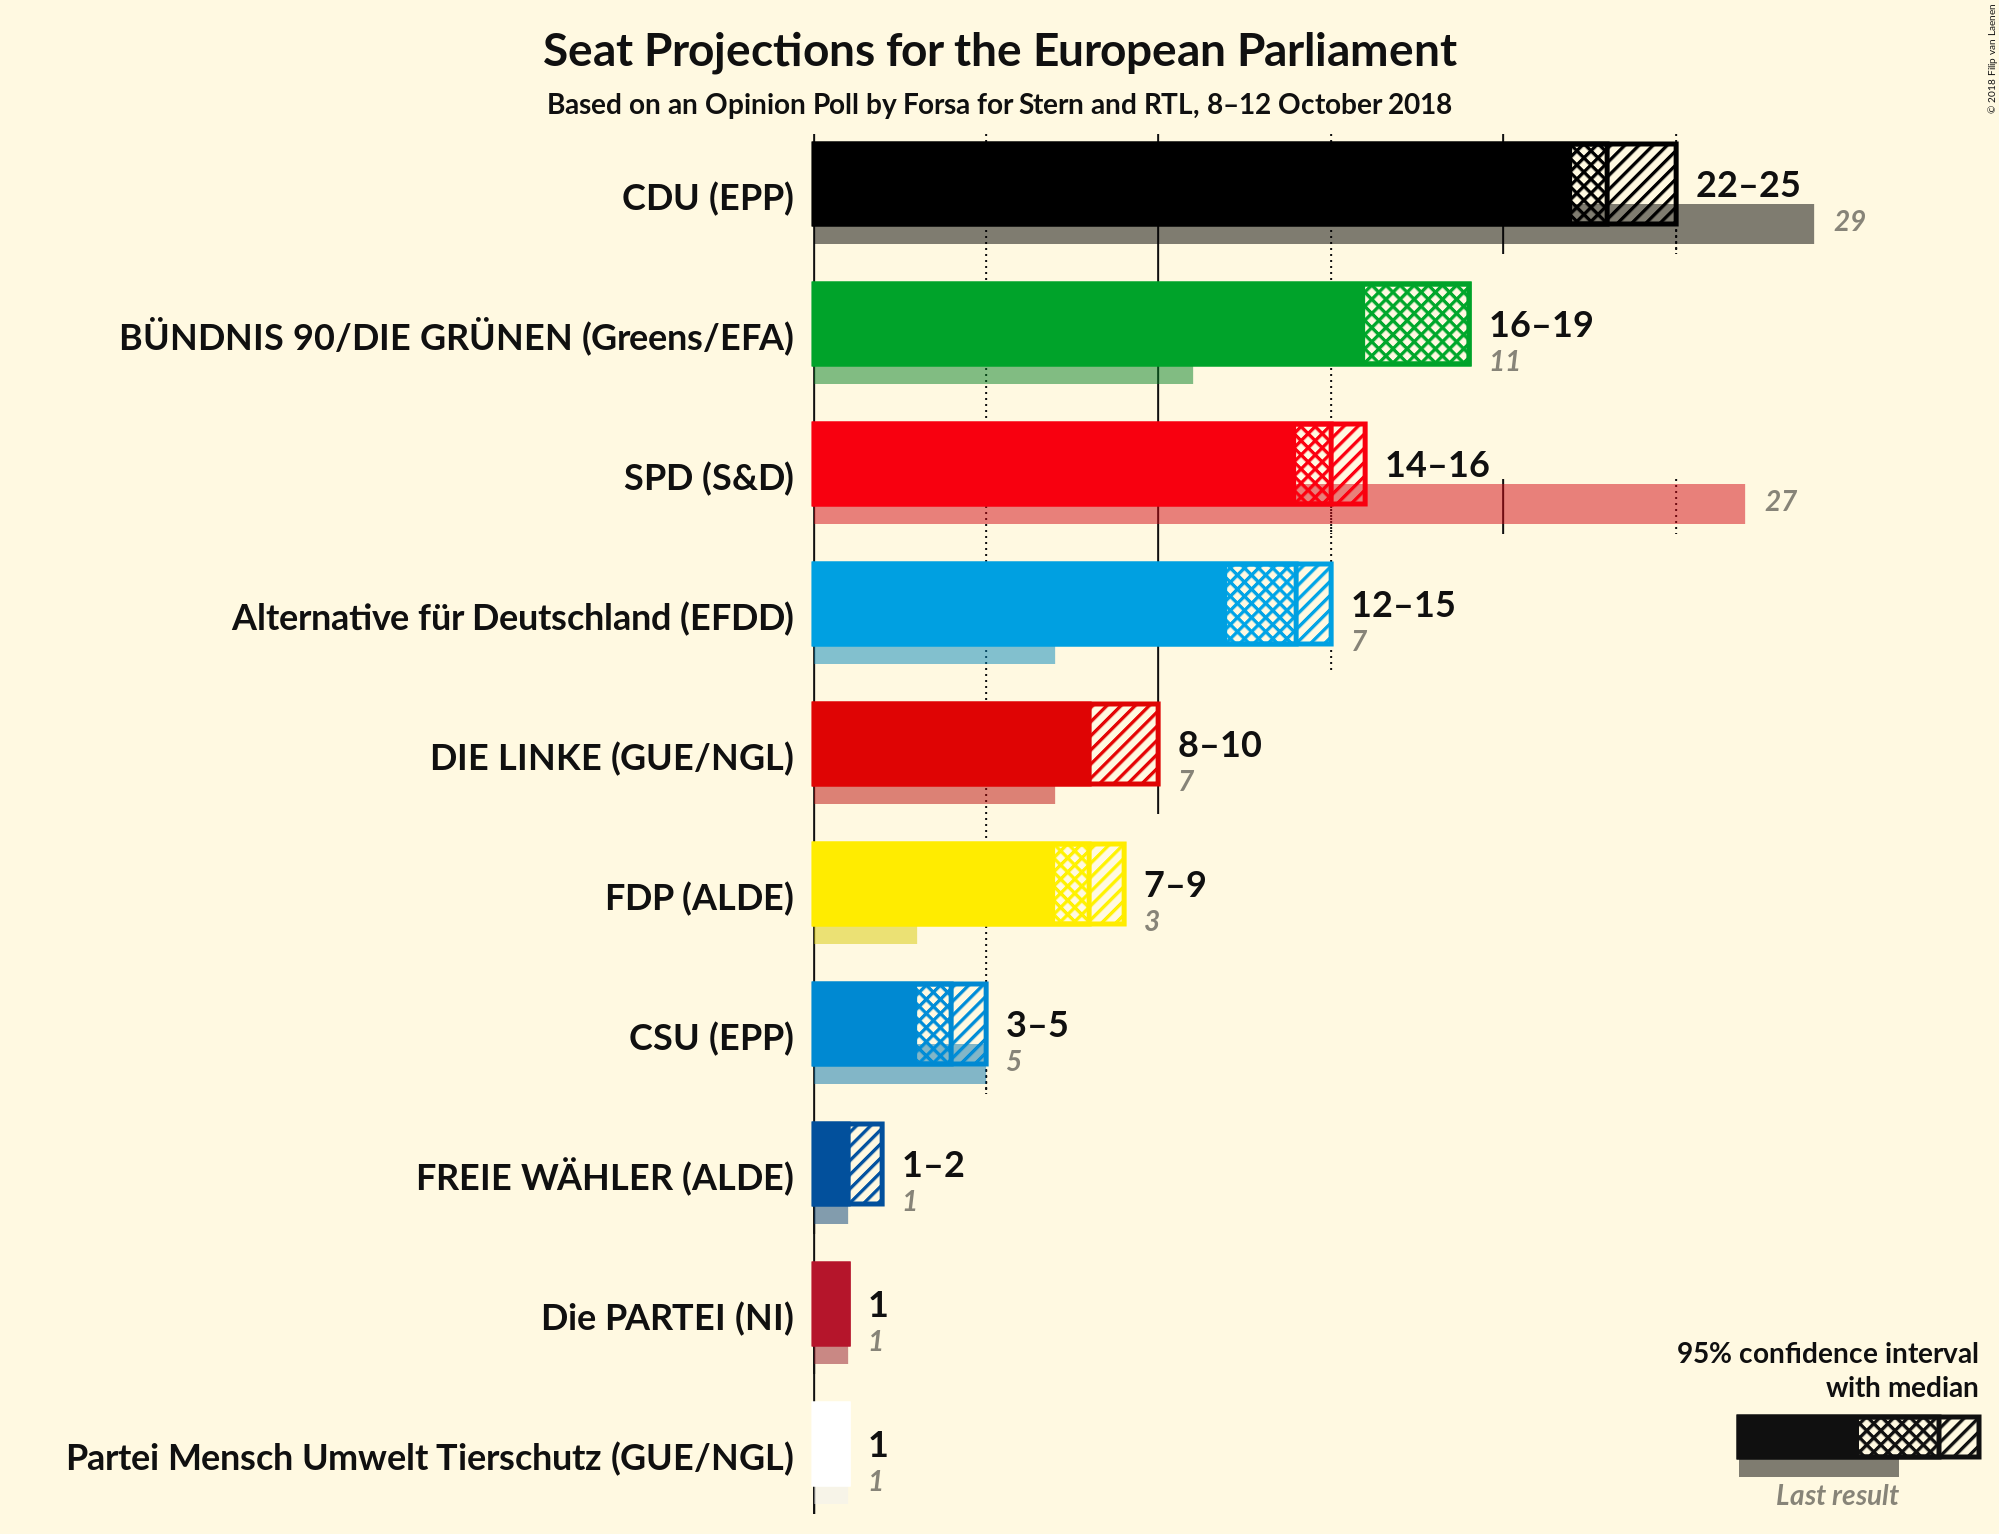 Seat Projections for the European Parliament
Based on an Opinion Poll by Forsa for Stern and RTL, 8–12 October 2018
© 2018 Filip van Laenen
CDU (EPP)
22–25
29
BÜNDNIS 90/DIE GRÜNEN (Greens/EFA)
16–19
11
SPD (S&D)
14–16
27
Alternative für Deutschland (EFDD)
12–15
7
DIE LINKE (GUE/NGL)
8–10
7
FDP (ALDE)
7–9
3
CSU (EPP)
3–5
5
FREIE WÄHLER (ALDE)
1–2
1
Die PARTEI (NI)
1
1
Partei Mensch Umwelt Tierschutz (GUE/NGL)
1
1
95% confidence interval
with median
Last result